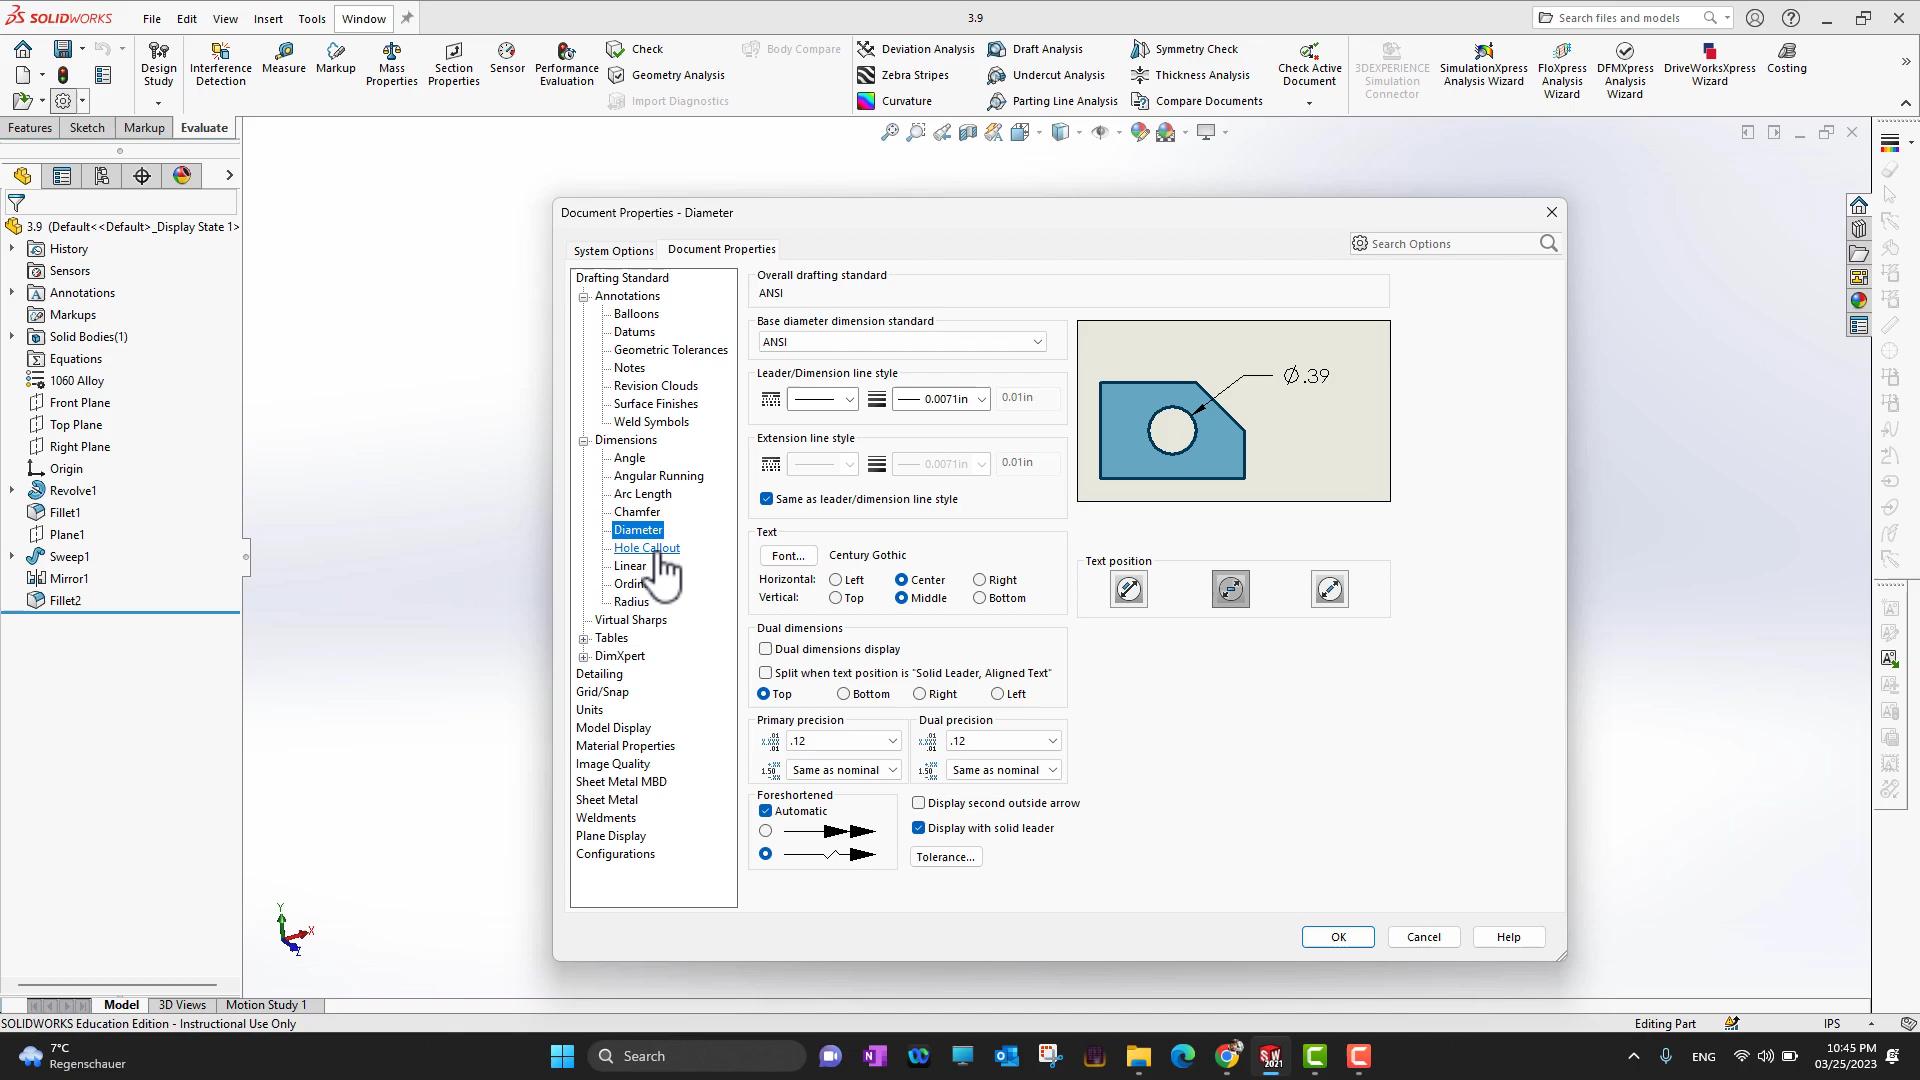 SOLIDWORKS
File
Edit
View
Insert
Tools
Window
3.9
Search files and models
Design Study
Interference Detection
Measure
Markup
Mass Properties
Section Properties
Sensor
Performance Evaluation
Check
Geometry Analysis
Import Diagnostics
Body Compare
Deviation Analysis
Zebra Stripes
Curvature
Draft Analysis
Undercut Analysis
Parting Line Analysis
Symmetry Check
Thickness Analysis
Compare Documents
Check Active Document
3DEXPERIENCE Simulation Connector
SimulationXpress Analysis Wizard
FloXpress Analysis Wizard
DFMXpress Analysis Wizard
DriveWorksXpress Wizard
Costing
Features
Sketch
Markup
Evaluate
3.9 (Default<<Default>_Display State 1>
History
Sensors
Annotations
Markups
Solid Bodies(1)
Equations
1060 Alloy
Front Plane
Top Plane
Right Plane
Origin
Revolve1
Fillet1
Plane1
Sweep1
Mirror1
Fillet2
Document Properties - Diameter
System Options
Document Properties
Search Options
Drafting Standard
Annotations
Balloons
Datums
Geometric Tolerances
Notes
Revision Clouds
Surface Finishes
Weld Symbols
Dimensions
Angle
Angular Running
Arc Length
Chamfer
Diameter
Hole Callout
Linear
Radius
Virtual Sharps
Tables
DimXpert
Detailing
Grid/Snap
Units
Model Display
Material Properties
Image Quality
Sheet Metal MBD
Sheet Metal
Weldments
Plane Display
Configurations
Overall drafting standard
ANSI
Base diameter dimension standard
ANSI
Leader/Dimension line style
0.0071in
0.01in
Extension line style
0.0071in
0.01in
Same as leader/dimension line style
Text
Font...
Century Gothic
Horizontal:
Left
Center
Right
Vertical:
Top
Middle
Bottom
Dual dimensions
Dual dimensions display
Split when text position is "Solid Leader, Aligned Text"
Top
Bottom
Right
Left
Primary precision
.12
Same as nominal
Dual precision
.12
Same as nominal
Foreshortened
Automatic
Display second outside arrow
Display with solid leader
Tolerance...
∅.39
Text position
OK
Cancel
Help
Y
X
Z
Model
3D Views
Motion Study 1
SOLIDWORKS Education Edition - Instructional Use Only
Editing Part
IPS
7°C
Regenschauer
Search
ENG
10:45 PM
03/25/2023